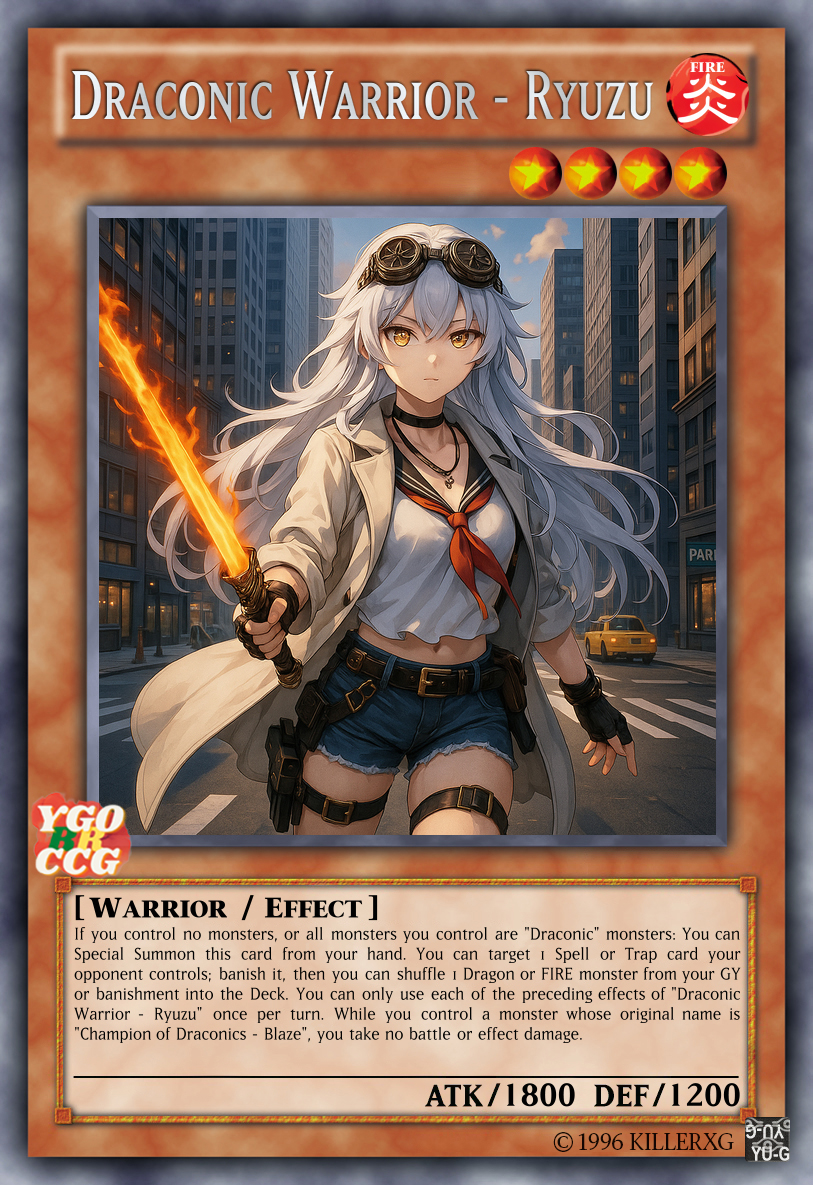 Draconic Warrior - Ryuzu
FIRE
炎
PAR
YGO
BR
CCG
[ Warrior / Effect ]
If you control no monsters, or all monsters you control are "Draconic" monsters: You can
Special Summon this card from your hand. You can target 1 Spell or Trap card your
opponent controls; banish it, then you can shuffle 1 Dragon or FIRE monster from your GY
or banishment into the Deck. You can only use each of the preceding effects of "Draconic
Warrior - Ryuzu" once per turn. While you control a monster whose original name is
"Champion of Draconics - Blaze", you take no battle or effect damage.
ATK/1800 DEF/1200
© 1996 KILLERXG
YU-G
YU-G